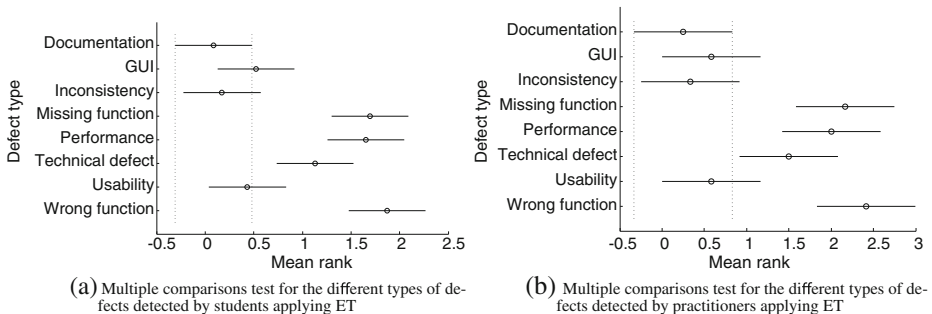 Documentation
GUI
Inconsistency
Missing function
Performance
Technical defect
Usability
Wrong function
Defect type
-0.5 0 0.5 1 1.5 2 2.5
Mean rank
(a) Multiple comparisons test for the different types of de-
fects detected by students applying ET
Documentation
GUI
Inconsistency
Missing function
Performance
Technical defect
Usability
Wrong function
Defect type
-0.5 0 0.5 1 1.5 2 2.5 3
Mean rank
(b) Multiple comparisons test for the different types of de-
fects detected by practitioners applying ET